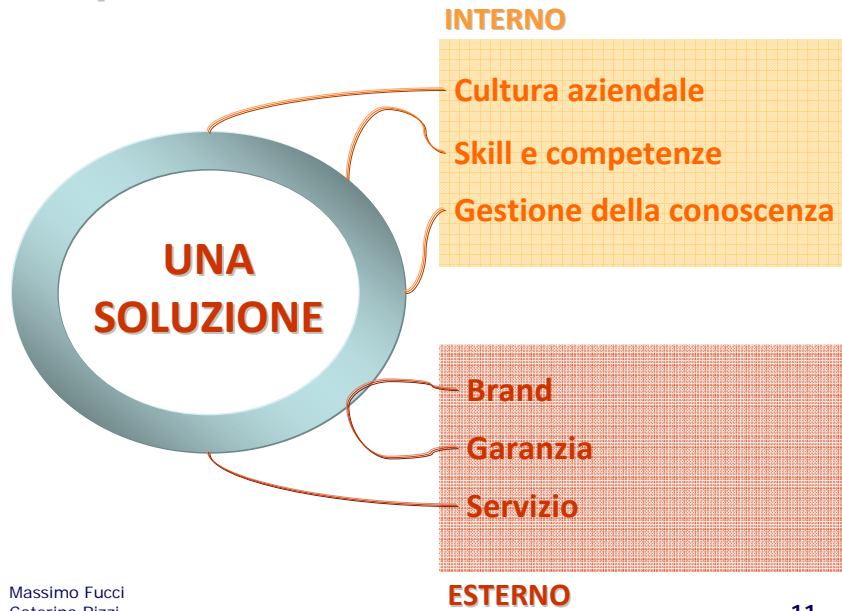 INTERNO
Cultura aziendale
Skill e competenze
Gestione della conoscenza
UNA
SOLUZIONE
Brand
Garanzia
Servizio
Massimo Fucci
ESTERNO